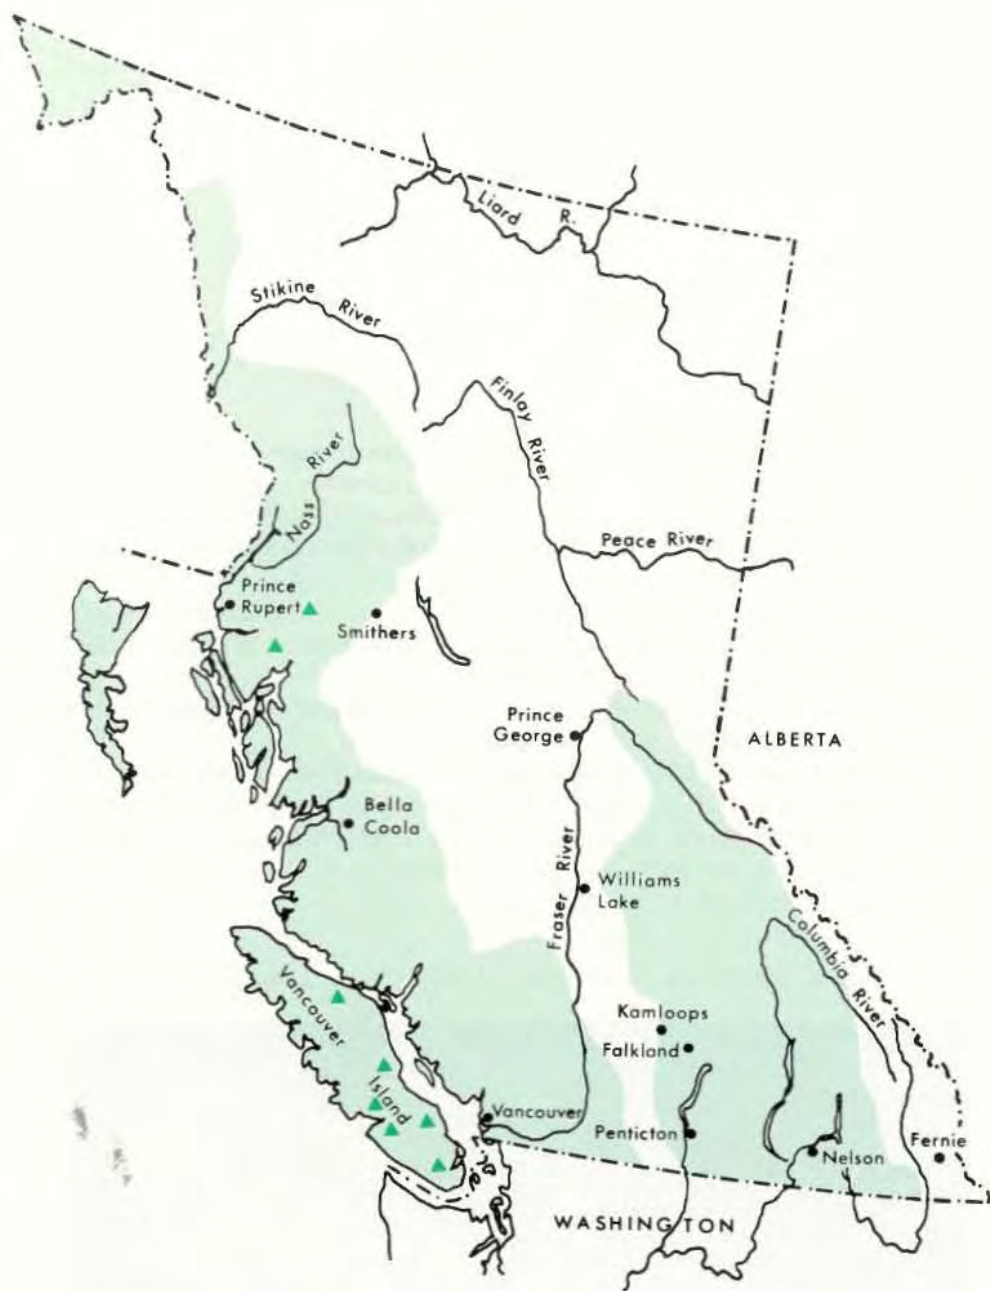 Liard R.
Stikine River
Finlay River
Nass River
Peace River
Prince
Rupert
Smithers
Prince
George
ALBERTA
Bella
Coola
Fraser River
Williams
Lake
Columbia River
Vancouver
Island
Kamloops
Falkland
Vancouver
Penticton
Nelson
Fernie
WASHINGTON